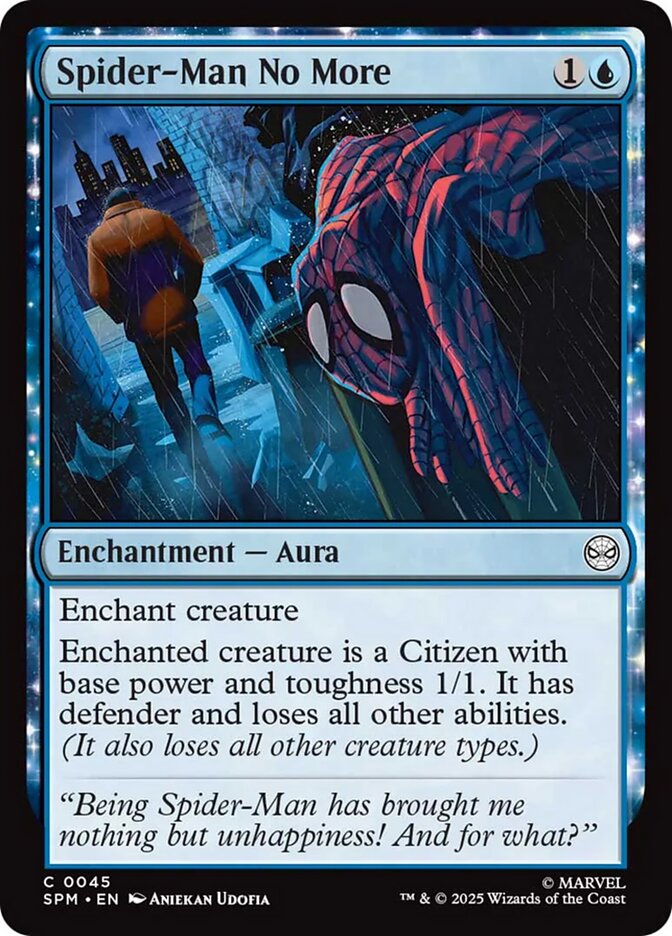 Spider-Man No More
1
Enchantment — Aura
Enchant creature
Enchanted creature is a Citizen with
base power and toughness 1/1. It has
defender and loses all other abilities.
(It also loses all other creature types.)
“Being Spider-Man has brought me
nothing but unhappiness! And for what?”
C 0045
© MARVEL
SPM • EN Aniekan Udofia
™ & © 2025 Wizards of the Coast